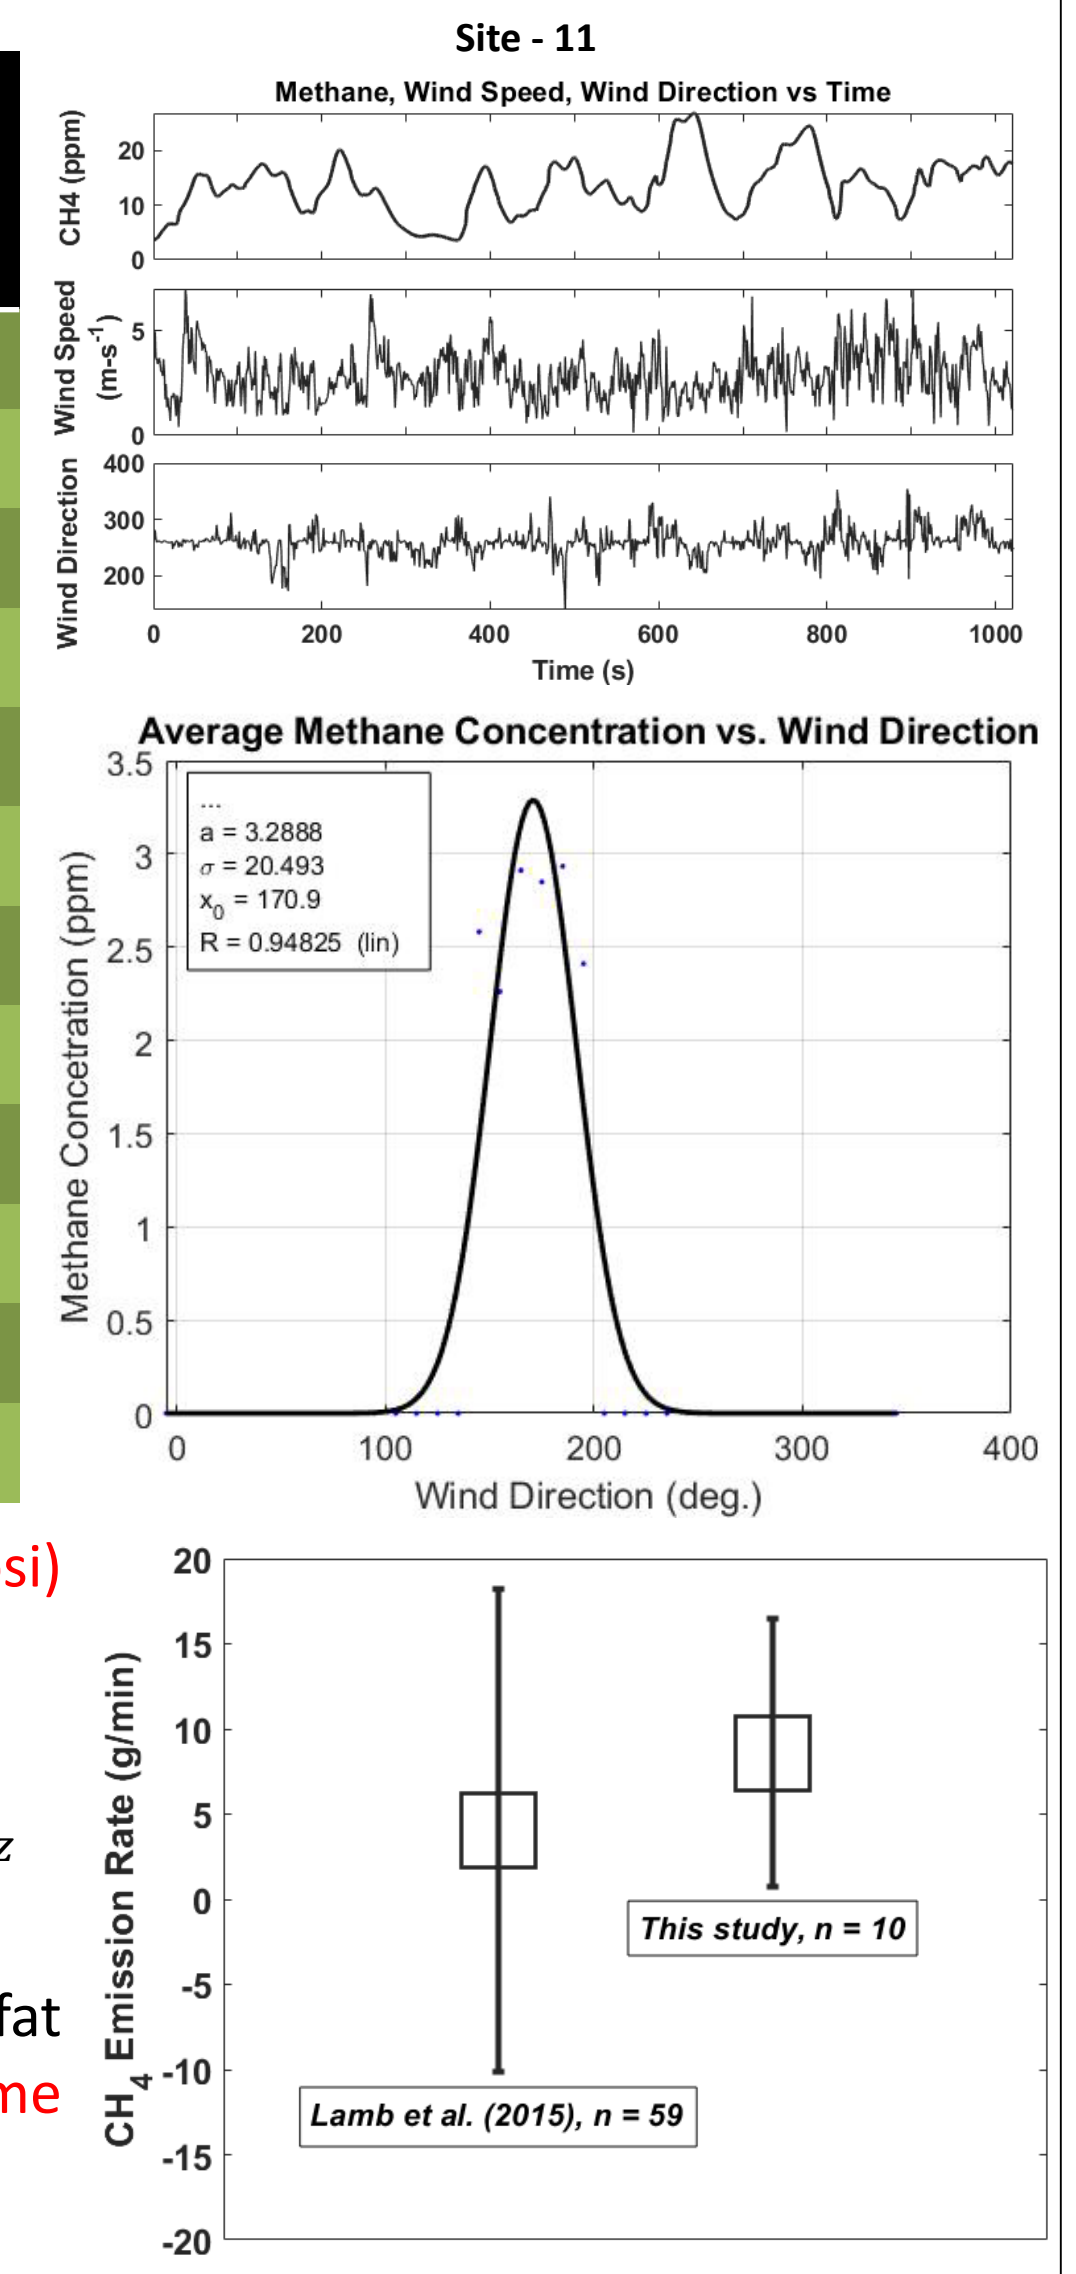 Site - 11
Methane, Wind Speed, Wind Direction vs Time
CH4 (ppm)
20
10
0
Wind Speed
(m-s⁻¹)
5
0
Wind Direction
400
300
200
0 200 400 600 800 1000
Time (s)
Average Methane Concentration vs. Wind Direction
Methane Concetration (ppm)
3.5
3
2.5
2
1.5
1
0.5
0
...
a = 3.2888
σ = 20.493
x₀ = 170.9
R = 0.94825 (lin)
0 100 200 300 400
Wind Direction (deg.)
si)
z
fat
me
CH₄ Emission Rate (g/min)
20
15
10
5
0
-5
-10
-15
-20
This study, n = 10
Lamb et al. (2015), n = 59